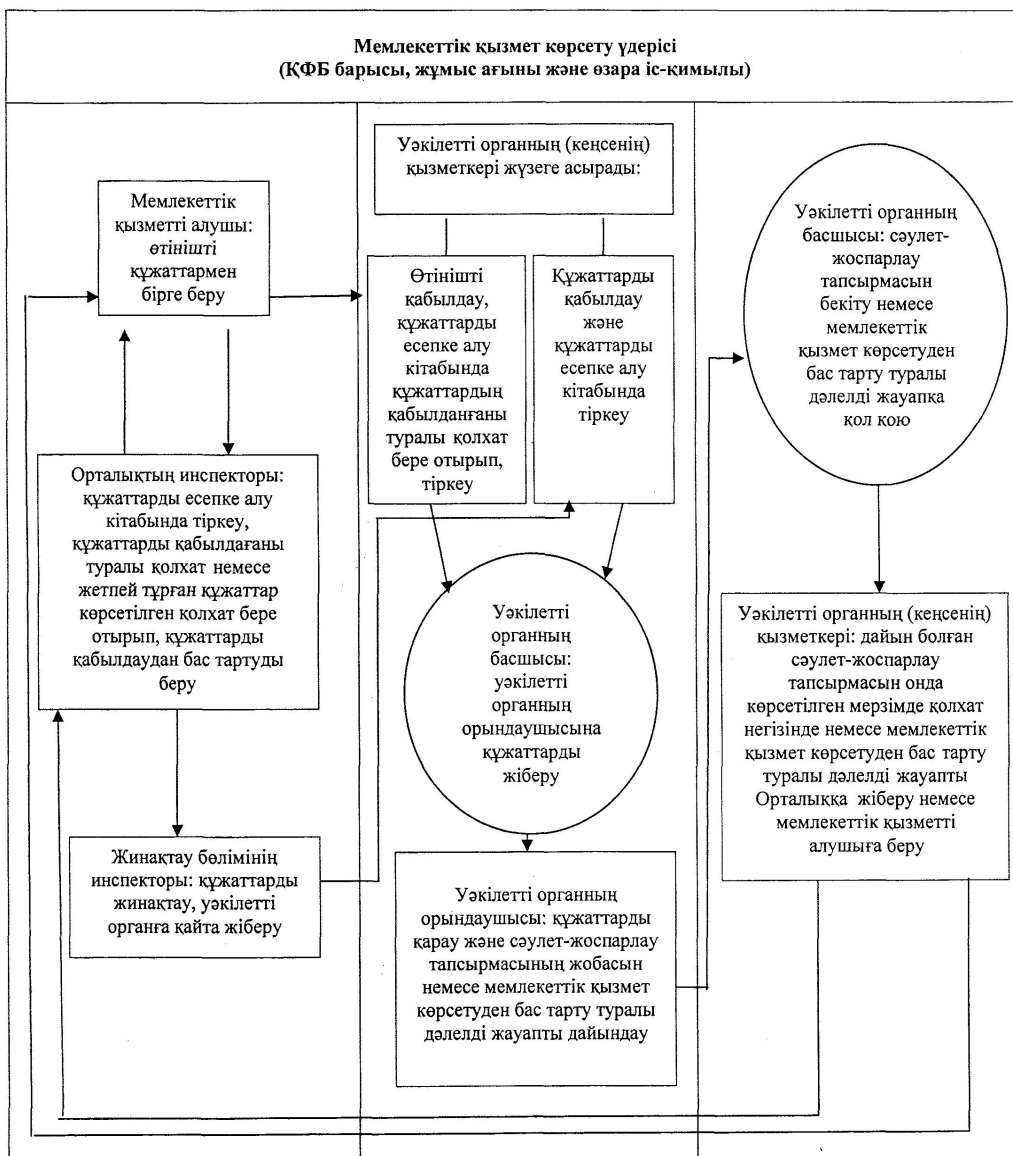 Мемлекеттік қызмет көрсету үдерісі
(ҚФБ барысы, жұмыс ағыны және өзара іс-қимылы)
Мемлекеттік
қызметті алушы:
өтінішті
құжаттармен
бірге беру
Орталықтың инспекторы:
құжаттарды есепке алу
кітабында тіркеу,
құжаттарды қабылдағаны
туралы қолхат немесе
жетпей тұрған құжаттар
көрсетілген қолхат бере
отырып, құжаттарды
қабылдаудан бас тартуды
беру
Жинақтау бөлімінің
инспекторы: құжаттарды
жинақтау, уәкілетті
органға қайта жіберу
Уәкілетті органның (кеңсенің)
қызметкері жүзеге асырады:
Өтінішті
қабылдау,
құжаттарды
есепке алу
кітабында
құжаттардың
қабылданғаны
туралы қолхат
бере отырып,
тіркеу
Құжаттарды
қабылдау
және
құжаттарды
есепке алу
кітабында
тіркеу
Уәкілетті
органның
басшысы:
уәкілетті
органның
орындаушысына
құжаттарды
жіберу
Уәкілетті органның
орындаушысы: құжаттарды
қарау және сәулет-жоспарлау
тапсырмасының жобасын
немесе мемлекеттік қызмет
көрсетуден бас тарту туралы
дәлелді жауапты дайындау
Уәкілетті органның
басшысы: сәулет-
жоспарлау
тапсырмасын
бекіту немесе
мемлекеттік
қызмет көрсетуден
бас тарту туралы
дәлелді жауапқа
қол қою
Уәкілетті органның (кеңсенің)
қызметкері: дайын болған
сәулет-жоспарлау
тапсырмасын онда
көрсетілген мерзімде қолхат
негізінде немесе мемлекеттік
қызмет көрсетуден бас тарту
туралы дәлелді жауапты
Орталыққа жіберу немесе
мемлекеттік қызметті
алушыға беру